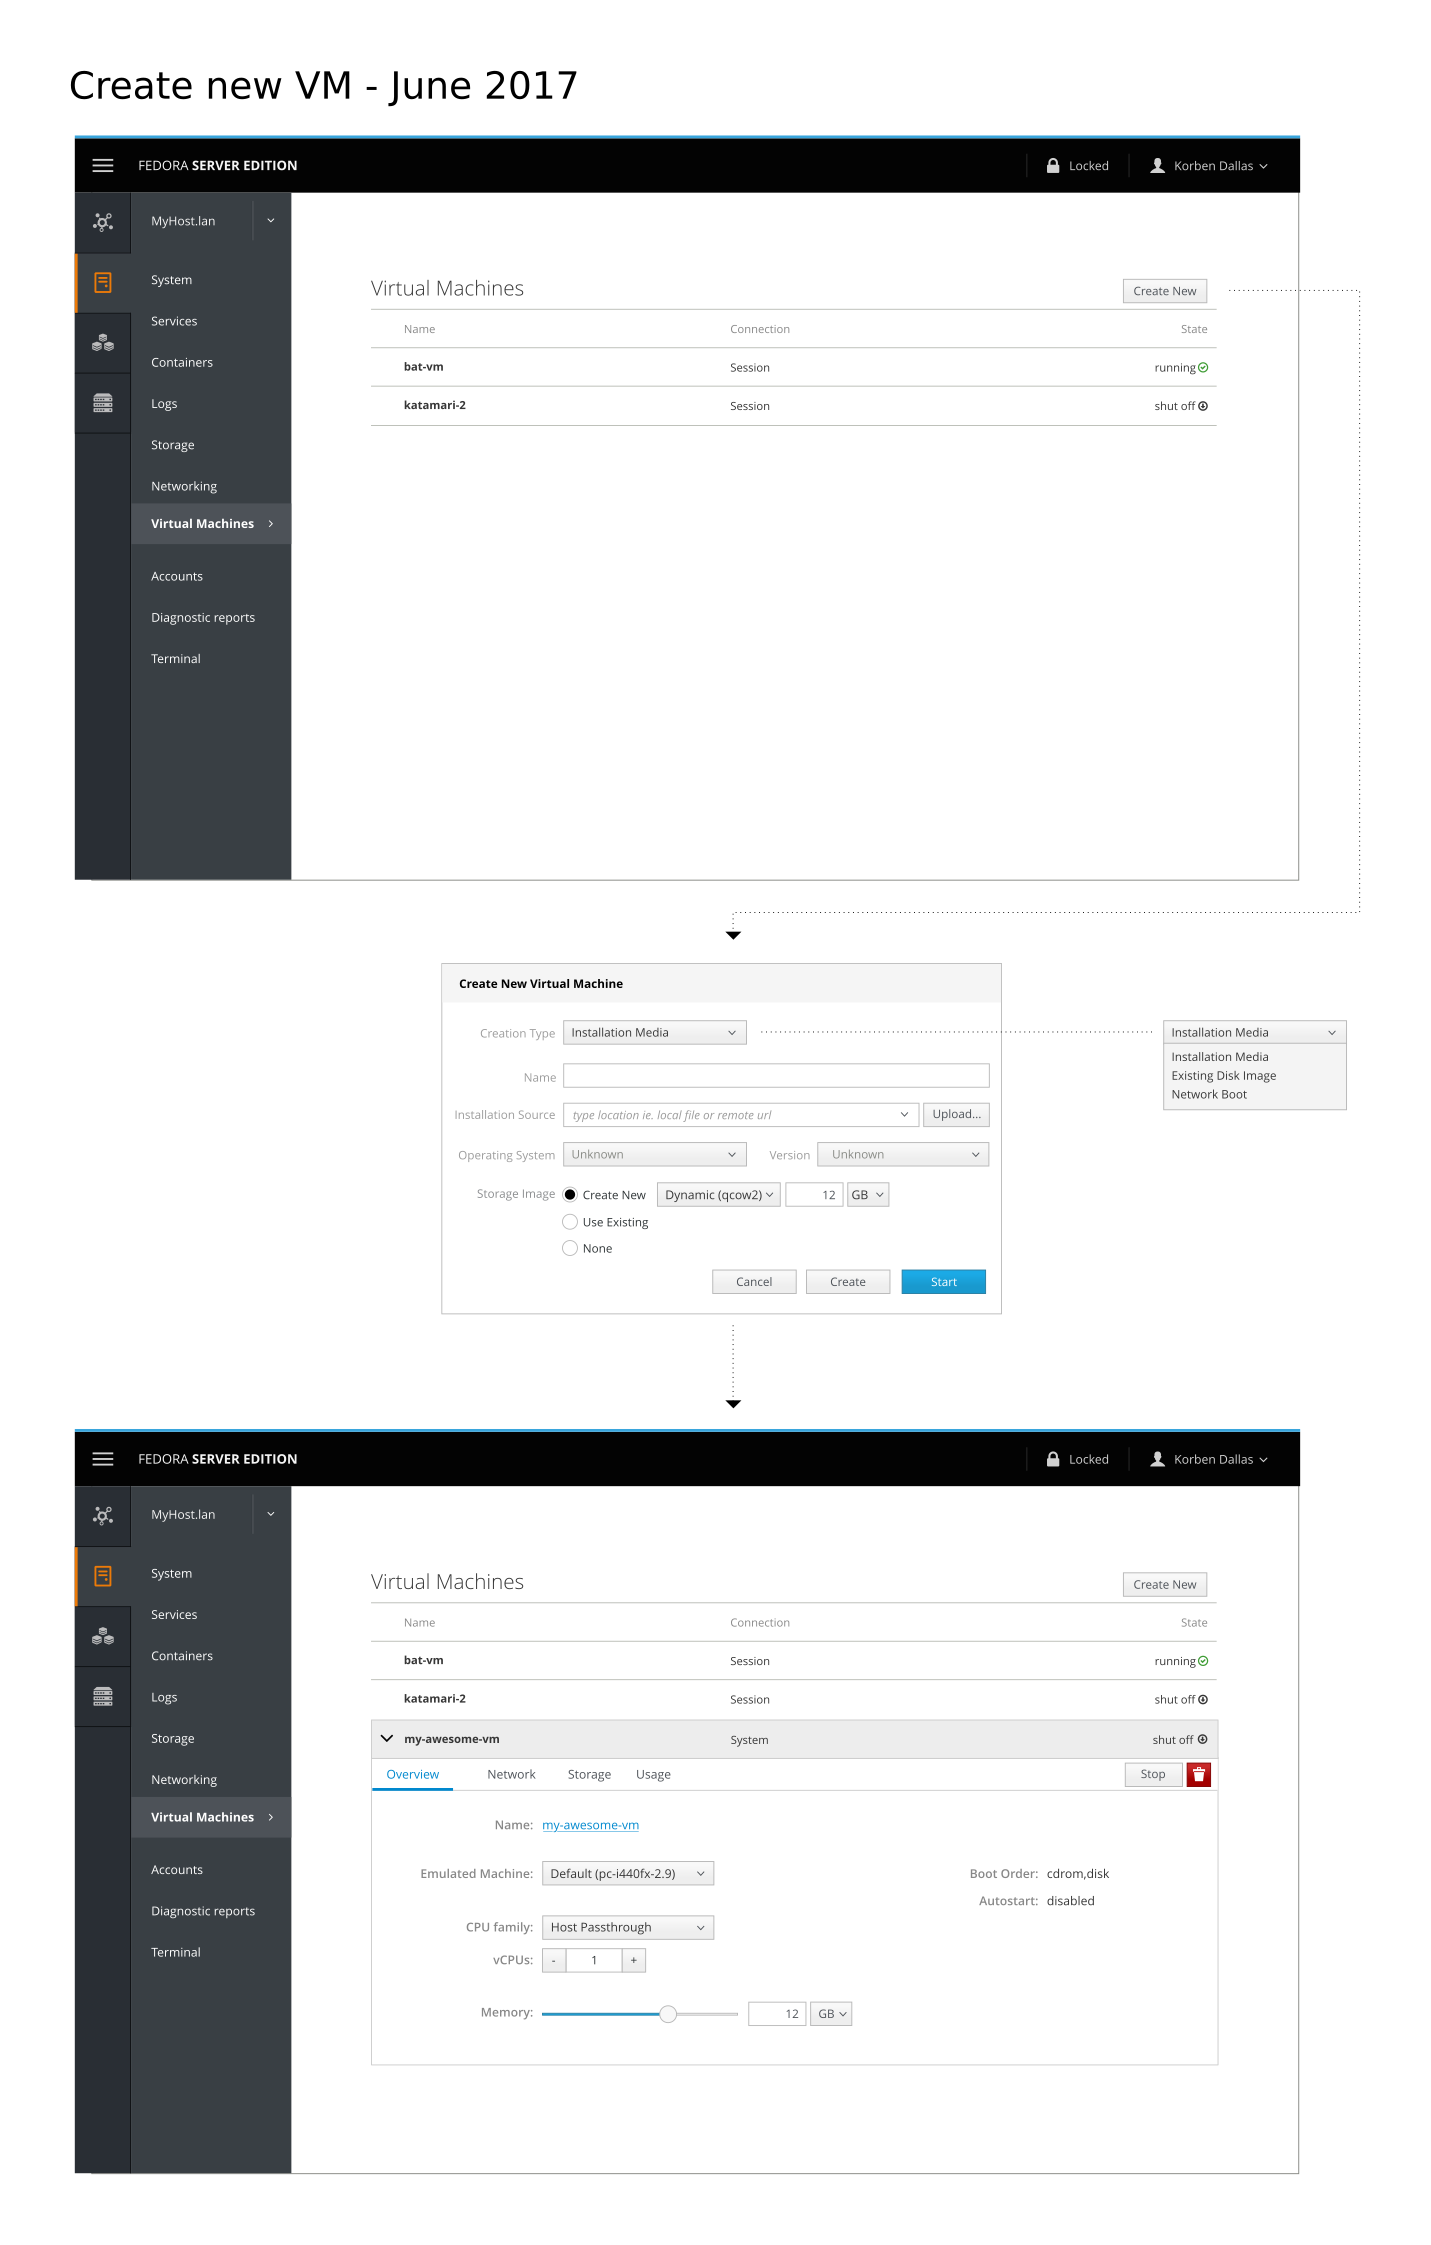 Create new VM - June 2017
FEDORA SERVER EDITION
Locked
Korben Dallas
MyHost.lan
System
Services
Containers
Logs
Storage
Networking
Virtual Machines
Accounts
Diagnostic reports
Terminal
Virtual Machines
Create New
Name Connection State
bat-vm Session running
katamari-2 Session shut off
Create New Virtual Machine
Creation Type Installation Media
Name
Installation Source type location ie. local file or remote url Upload...
Operating System Unknown Version Unknown
Storage Image Create New Dynamic (qcow2) 12 GB
Use Existing
None
Cancel Create Start
Installation Media
Installation Media
Existing Disk Image
Network Boot
FEDORA SERVER EDITION
Locked
Korben Dallas
MyHost.lan
System
Services
Containers
Logs
Storage
Networking
Virtual Machines
Accounts
Diagnostic reports
Terminal
Virtual Machines
Create New
Name Connection State
bat-vm Session running
katamari-2 Session shut off
my-awesome-vm System shut off
Overview Network Storage Usage Stop
Name: my-awesome-vm
Emulated Machine: Default (pc-i440fx-2.9)
Boot Order: cdrom,disk
Autostart: disabled
CPU family: Host Passthrough
vCPUs: - 1 +
Memory: 12 GB